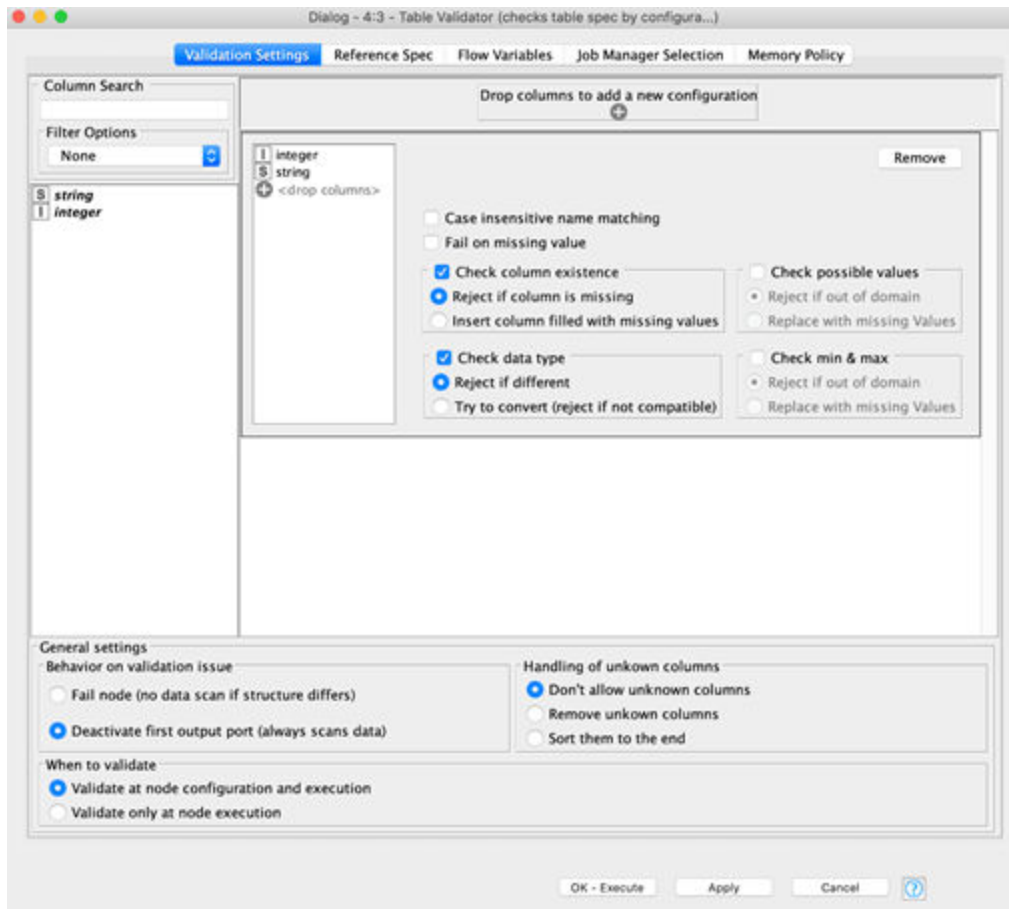 Dialog - 4:3 - Table Validator (checks table spec by configura...)
Validation Settings
Reference Spec
Flow Variables
Job Manager Selection
Memory Policy
Column Search
Filter Options
None
S string
I integer
Drop columns to add a new configuration
I integer
S string
<drop columns>
Remove
Case insensitive name matching
Fail on missing value
Check column existence
Reject if column is missing
Insert column filled with missing values
Check possible values
Reject if out of domain
Replace with missing Values
Check data type
Reject if different
Try to convert (reject if not compatible)
Check min & max
Reject if out of domain
Replace with missing Values
General settings
Behavior on validation issue
Fail node (no data scan if structure differs)
Deactivate first output port (always scans data)
Handling of unkown columns
Don't allow unknown columns
Remove unkown columns
Sort them to the end
When to validate
Validate at node configuration and execution
Validate only at node execution
OK - Execute
Apply
Cancel
?